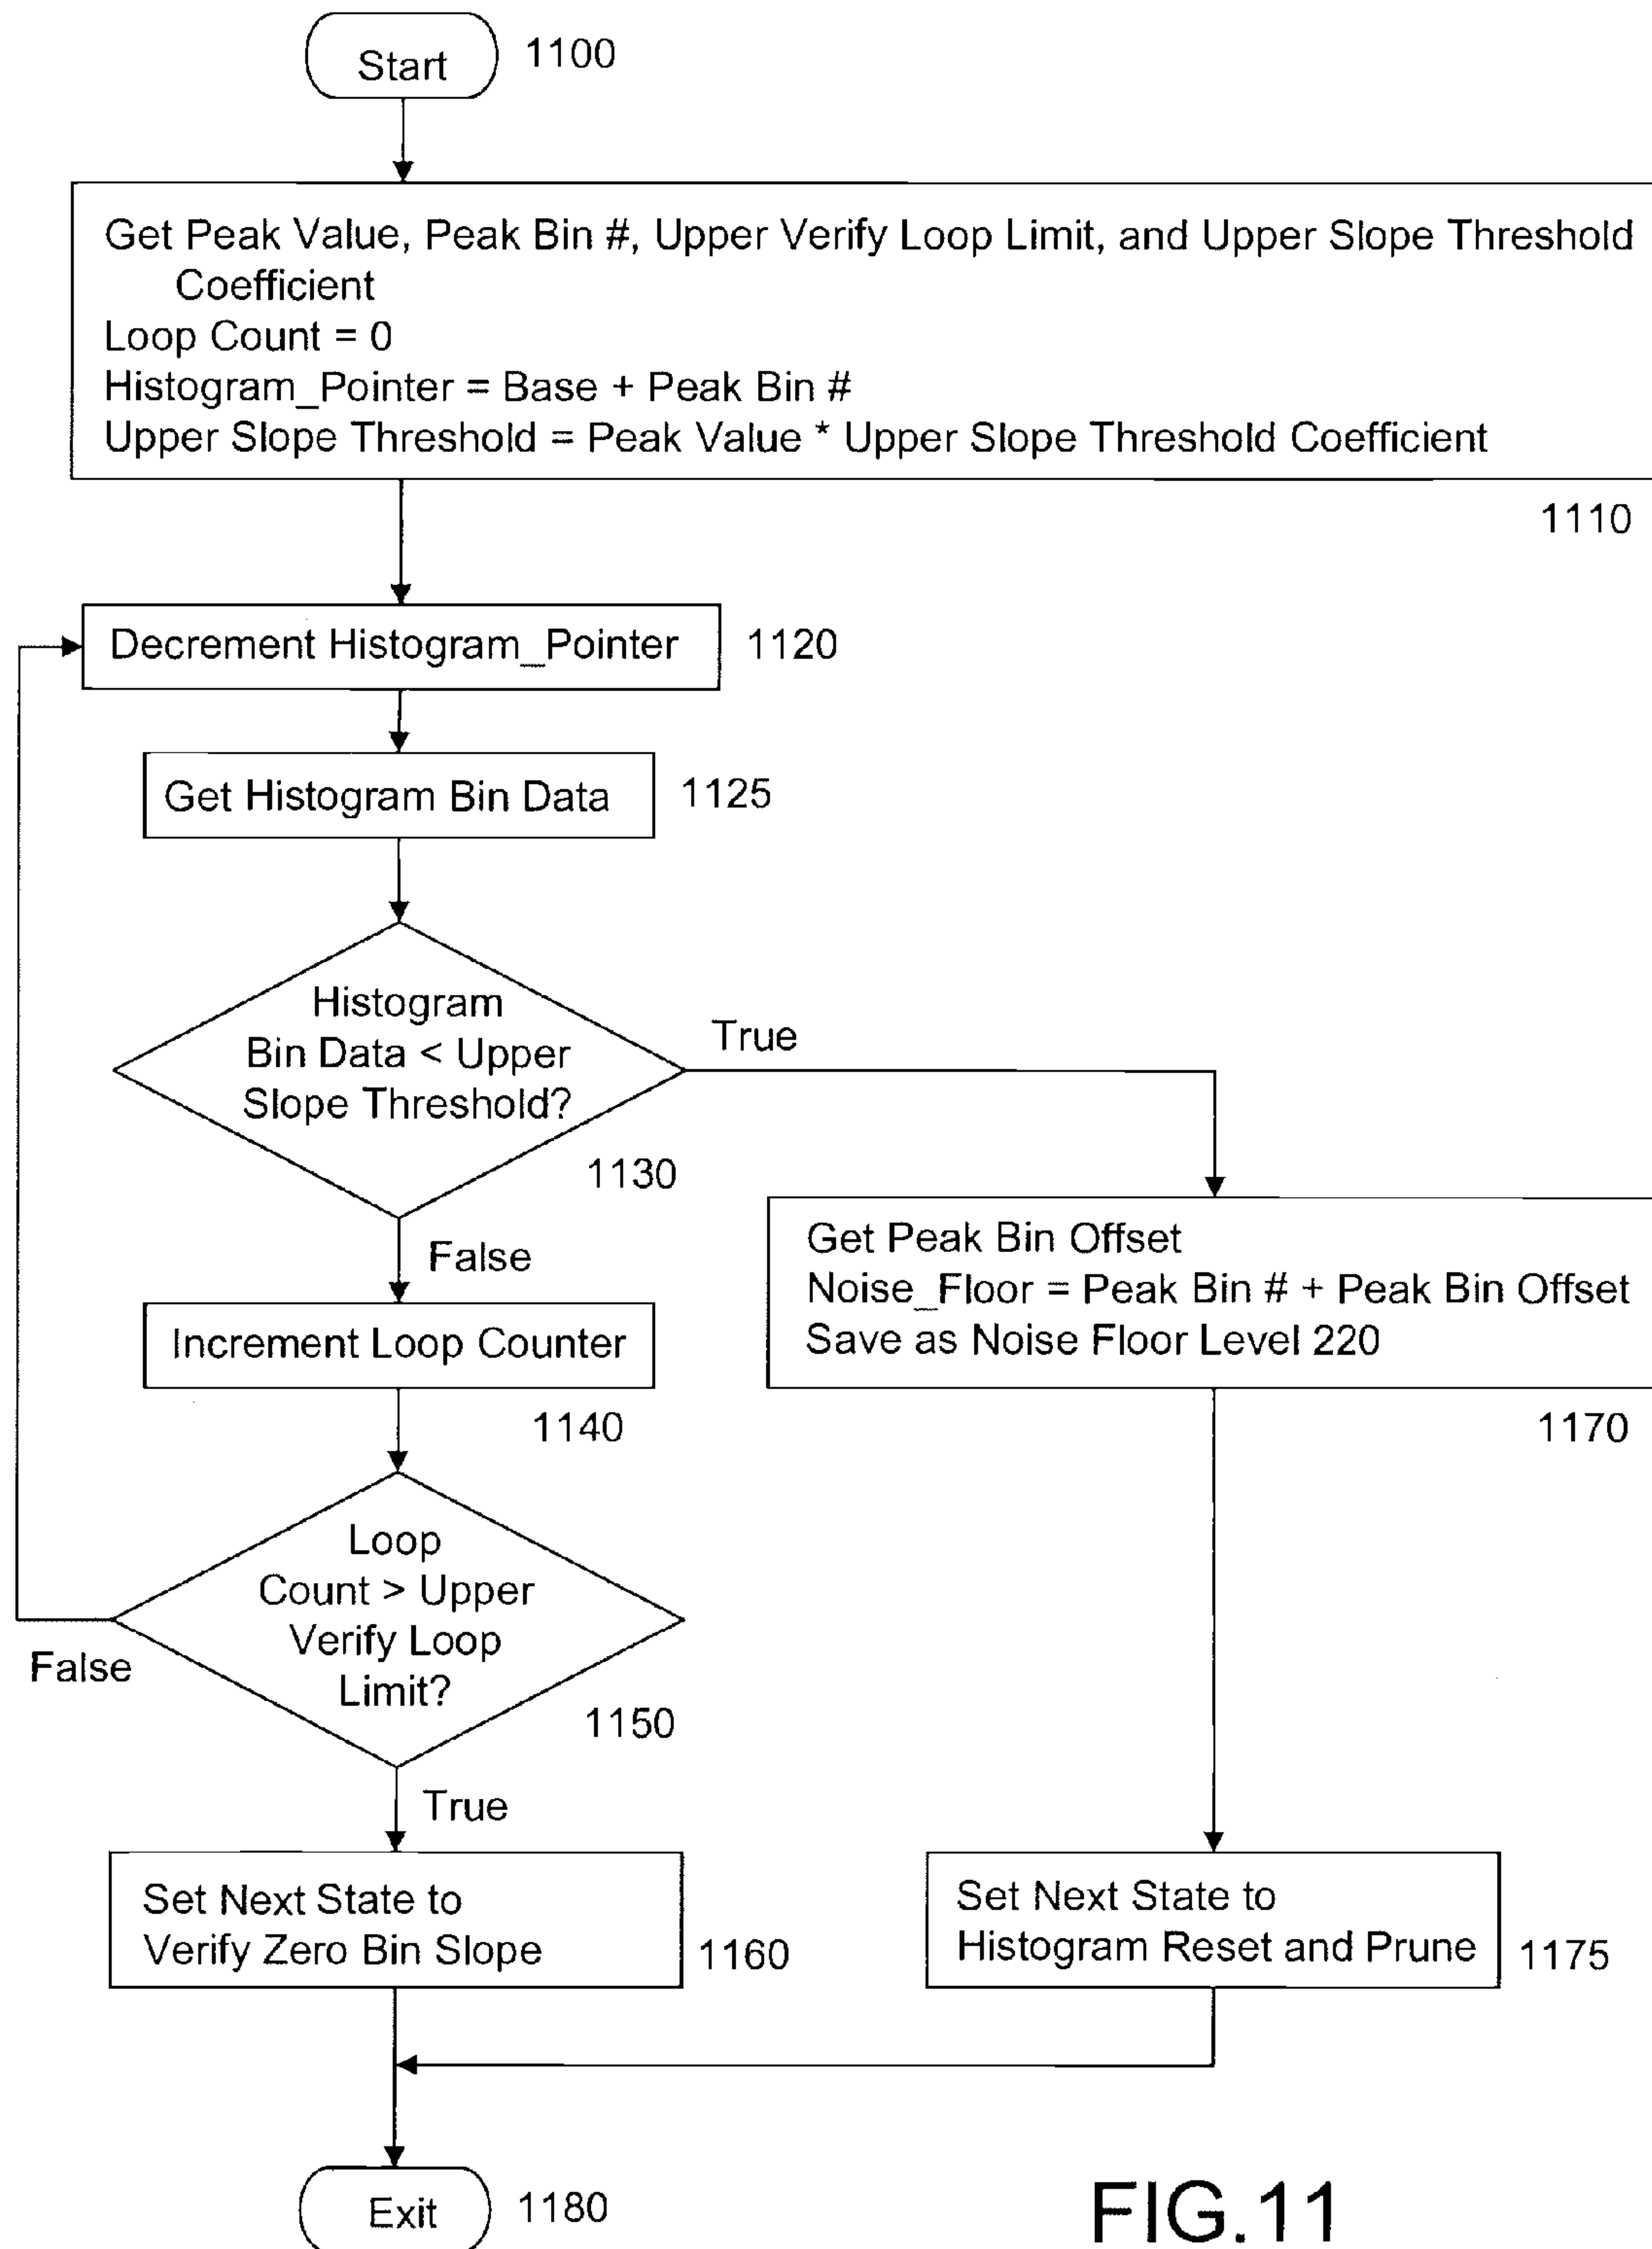 Start
1100
Get Peak Value, Peak Bin #, Upper Verify Loop Limit, and Upper Slope Threshold
Coefficient
Loop Count = 0
Histogram_Pointer = Base + Peak Bin #
Upper Slope Threshold = Peak Value * Upper Slope Threshold Coefficient
1110
Decrement Histogram_Pointer
1120
Get Histogram Bin Data
1125
Histogram
Bin Data < Upper
Slope Threshold?
1130
True
False
Get Peak Bin Offset
Noise_Floor = Peak Bin # + Peak Bin Offset
Save as Noise Floor Level 220
1170
Increment Loop Counter
1140
Loop
Count > Upper
Verify Loop
Limit?
1150
False
True
Set Next State to
Verify Zero Bin Slope
1160
Set Next State to
Histogram Reset and Prune
1175
Exit
1180
FIG.11